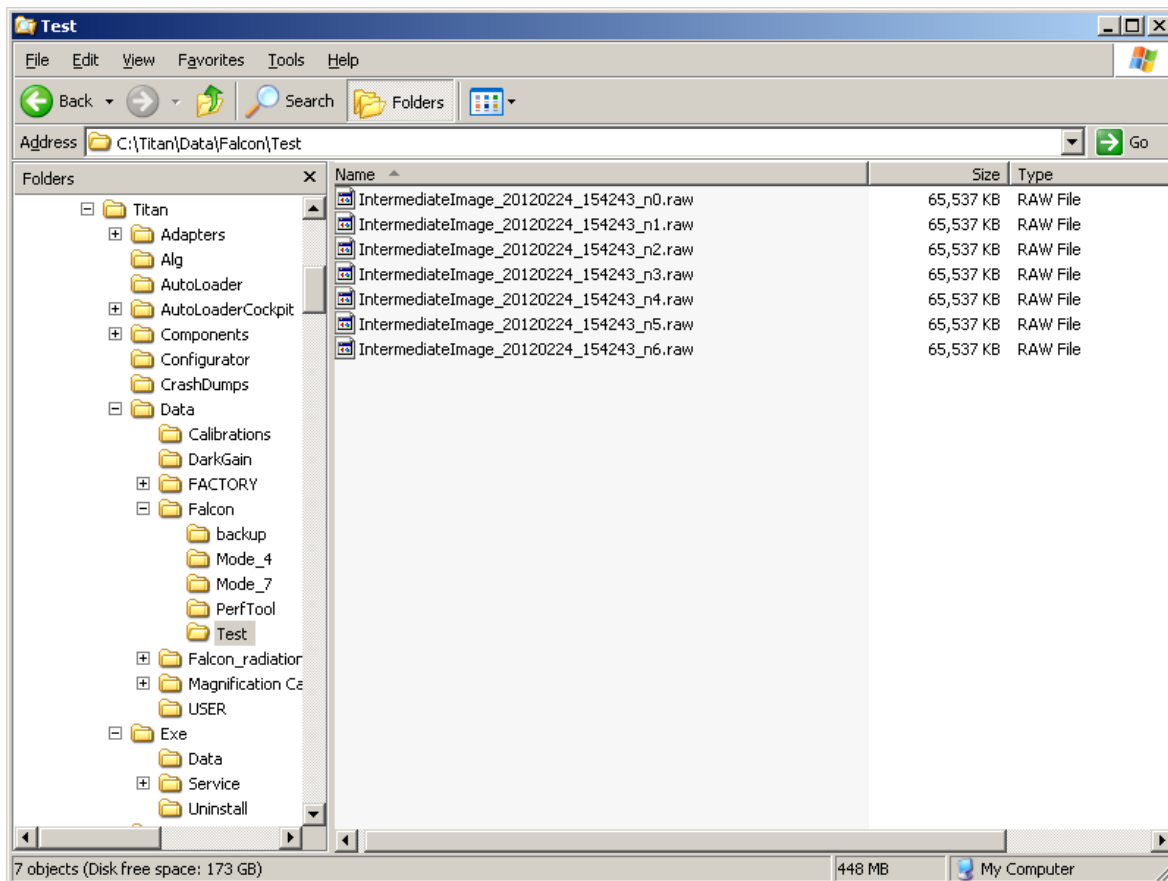 Test
File Edit View Favorites Tools Help
Back Search Folders
Address C:\Titan\Data\Falcon\Test Go
Folders
Titan
Adapters
Alg
AutoLoader
AutoLoaderCockpit
Components
Configurator
CrashDumps
Data
Calibrations
DarkGain
FACTORY
Falcon
backup
Mode_4
Mode_7
PerfTool
Test
Falcon_radiation
Magnification Ca
USER
Exe
Data
Service
Uninstall
Name Size Type
IntermediateImage_20120224_154243_n0.raw 65,537 KB RAW File
IntermediateImage_20120224_154243_n1.raw 65,537 KB RAW File
IntermediateImage_20120224_154243_n2.raw 65,537 KB RAW File
IntermediateImage_20120224_154243_n3.raw 65,537 KB RAW File
IntermediateImage_20120224_154243_n4.raw 65,537 KB RAW File
IntermediateImage_20120224_154243_n5.raw 65,537 KB RAW File
IntermediateImage_20120224_154243_n6.raw 65,537 KB RAW File
7 objects (Disk free space: 173 GB) 448 MB My Computer